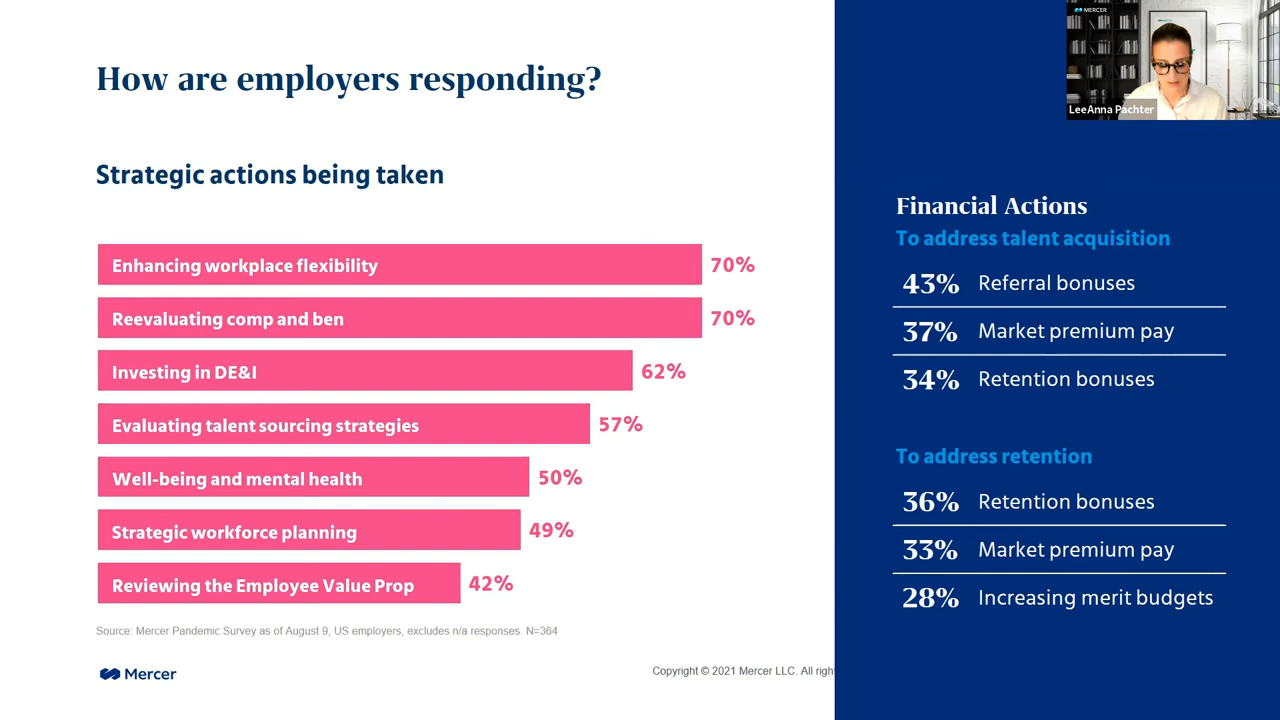 How are employers responding?
Strategic actions being taken
Enhancing workplace flexibility 70%
Reevaluating comp and ben 70%
Investing in DE&I 62%
Evaluating talent sourcing strategies 57%
Well-being and mental health 50%
Strategic workforce planning 49%
Reviewing the Employee Value Prop 42%
Source: Mercer Pandemic Survey as of August 9, US employers, excludes n/a responses. N=364
Mercer
Copyright © 2021 Mercer LLC. All righ
MERCER
LeeAnna Pachter
Financial Actions
To address talent acquisition
43% Referral bonuses
37% Market premium pay
34% Retention bonuses
To address retention
36% Retention bonuses
33% Market premium pay
28% Increasing merit budgets